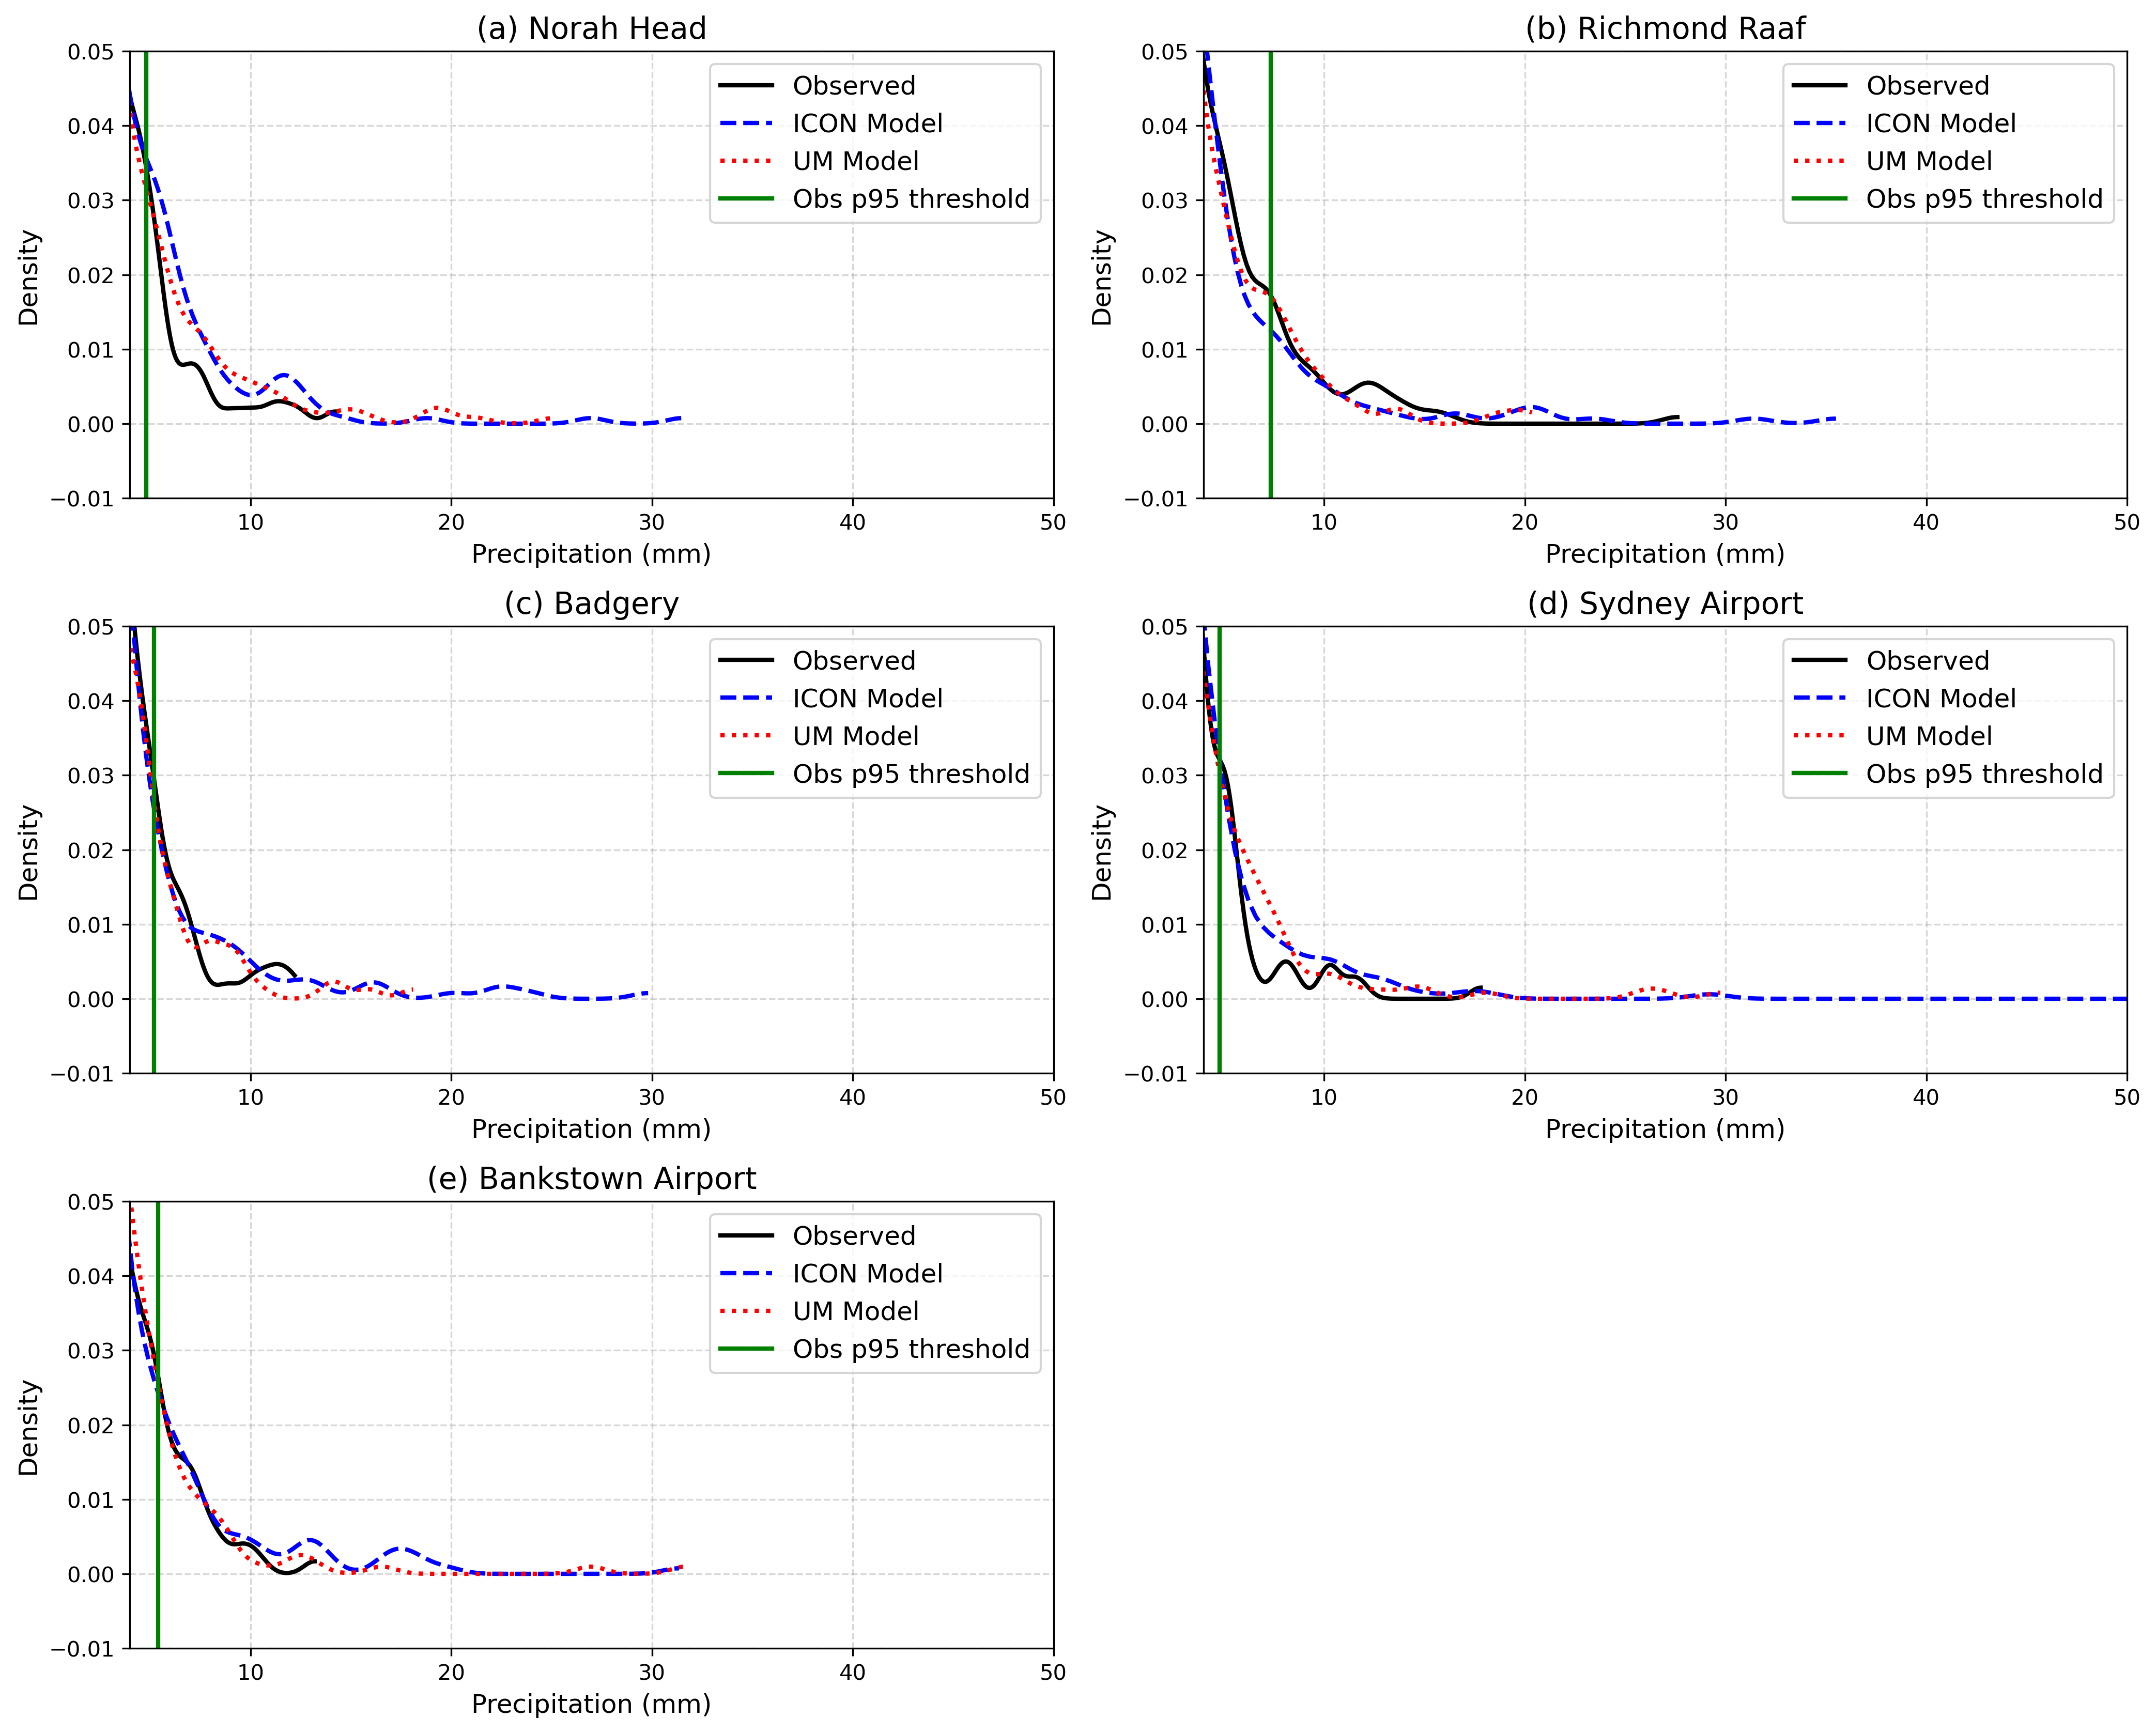 (a) Norah Head
0.05
0.04
0.03
0.02
0.01
0.00
−0.01
Density
Observed
ICON Model
UM Model
Obs p95 threshold
10 20 30 40 50
Precipitation (mm)
(b) Richmond Raaf
0.05
0.04
0.03
0.02
0.01
0.00
−0.01
Density
Observed
ICON Model
UM Model
Obs p95 threshold
10 20 30 40 50
Precipitation (mm)
(c) Badgery
0.05
0.04
0.03
0.02
0.01
0.00
−0.01
Density
Observed
ICON Model
UM Model
Obs p95 threshold
10 20 30 40 50
Precipitation (mm)
(d) Sydney Airport
0.05
0.04
0.03
0.02
0.01
0.00
−0.01
Density
Observed
ICON Model
UM Model
Obs p95 threshold
10 20 30 40 50
Precipitation (mm)
(e) Bankstown Airport
0.05
0.04
0.03
0.02
0.01
0.00
−0.01
Density
Observed
ICON Model
UM Model
Obs p95 threshold
10 20 30 40 50
Precipitation (mm)